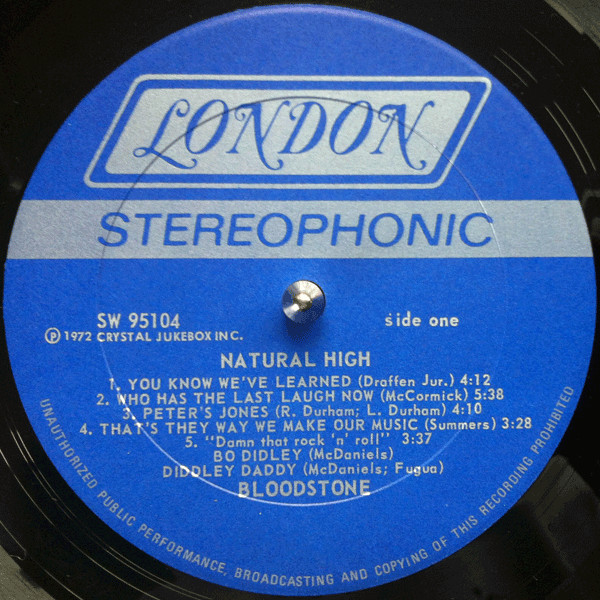 LONDON
STEREOPHONIC
SW 95104 side one
Ⓟ 1972 CRYSTAL JUKEBOX INC.
NATURAL HIGH
1. YOU KNOW WE'VE LEARNED (Draffen Jur.) 4:12
2. WHO HAS THE LAST LAUGH NOW (McCormick) 5:38
3. PETER'S JONES (R. Durham; L. Durham) 4:10
4. THAT'S THEY WAY WE MAKE OUR MUSIC (Summers) 3:28
5. "Damn that rock 'n' roll" 3:37
BO DIDLEY (McDaniels)
DIDDLEY DADDY (McDaniels; Fugua)
BLOODSTONE
UNAUTHORIZED PUBLIC PERFORMANCE, BROADCASTING AND COPYING OF THIS RECORDING PROHIBITED